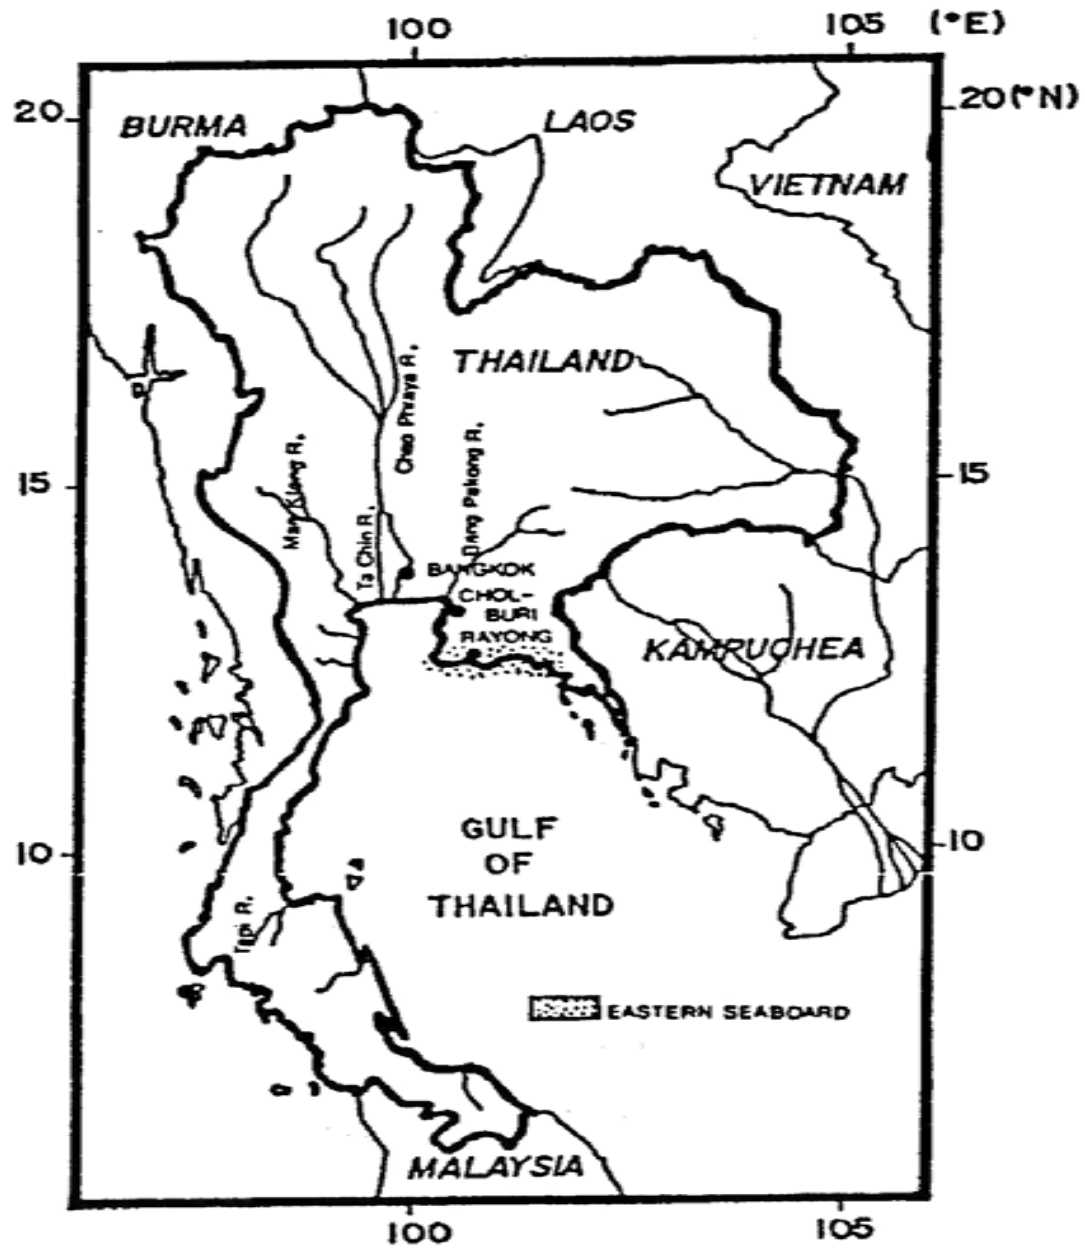 100 105 (°E)
20 20(°N)
BURMA LAOS
VIETNAM
THAILAND
Chao Praya R.
Mae Klong R.
Bang Pakong R.
15 15
Ta Chin R.
BANGKOK
CHOL-
BURI
RAYONG
KAMPUCHEA
10 10
GULF
OF
THAILAND
Tapi R.
EASTERN SEABOARD
MALAYSIA
100 105